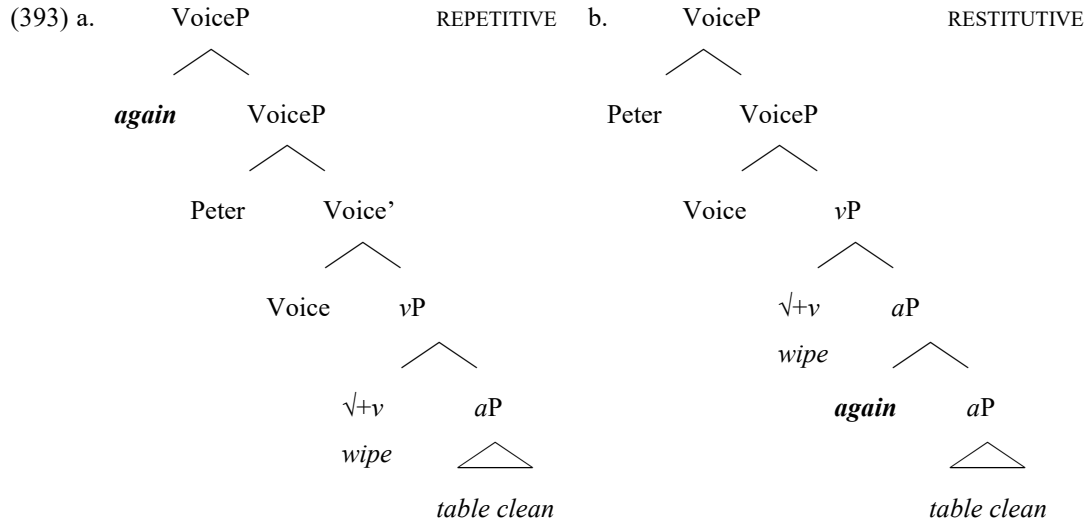 (393) a. VoiceP REPETITIVE b. VoiceP RESTITUTIVE
again VoiceP Peter VoiceP
Peter Voice’ Voice vP
Voice vP √+v aP
wipe
√+v aP again aP
wipe
table clean table clean